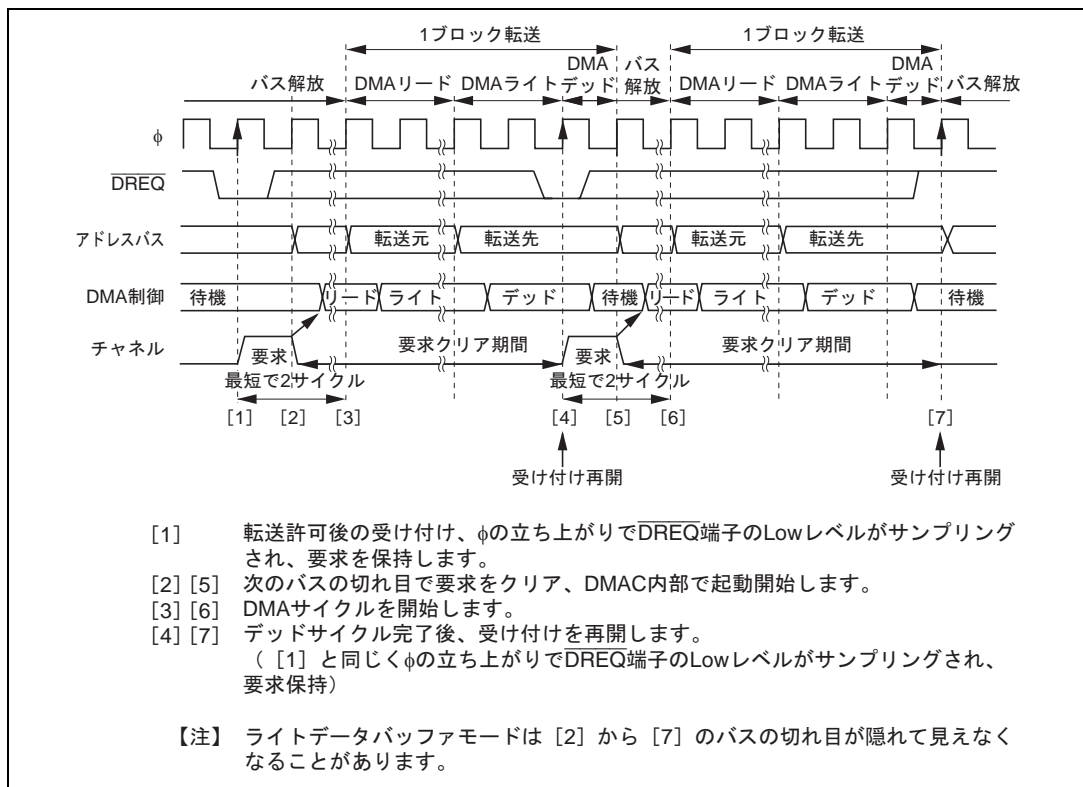 1ブロック転送 1ブロック転送
バス解放 DMAリード DMAライト DMAデッド バス解放 DMAリード DMAライト DMAデッド バス解放
φ
DREQ
アドレスバス 転送元 転送先 転送元 転送先
DMA制御 待機 リード ライト デッド 待機 リード ライト デッド 待機
チャネル 要求 要求クリア期間 要求 要求クリア期間
最短で2サイクル 最短で2サイクル
[1] [2] [3] [4] [5] [6] [7]
受け付け再開 受け付け再開
[1] 転送許可後の受け付け、φの立ち上がりでDREQ端子のLowレベルがサンプリング
され、要求を保持します。
[2] [5] 次のバスの切れ目で要求をクリア、DMAC内部で起動開始します。
[3] [6] DMAサイクルを開始します。
[4] [7] デッドサイクル完了後、受け付けを再開します。
([1]と同じくφの立ち上がりでDREQ端子のLowレベルがサンプリングされ、
要求保持)
【注】 ライトデータバッファモードは[2]から[7]のバスの切れ目が隠れて見えなく
なることがあります。